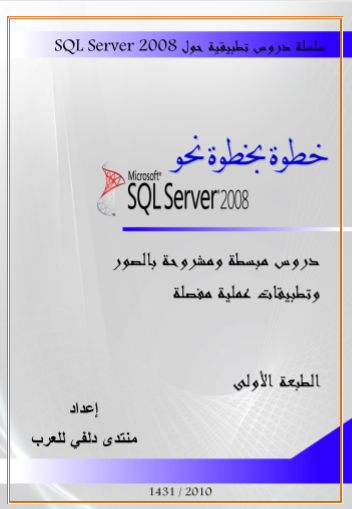 سلسلة دروس تطبيقية حول SQL Server 2008
خطوة بخطوة نحو
Microsoft®
SQL Server® 2008
دروس مبسطة ومشروحة بالصور
وتطبيقات عملية مفصلة
الطبعة الأولى
إعداد
منتدى دلفي للعرب
1431 / 2010